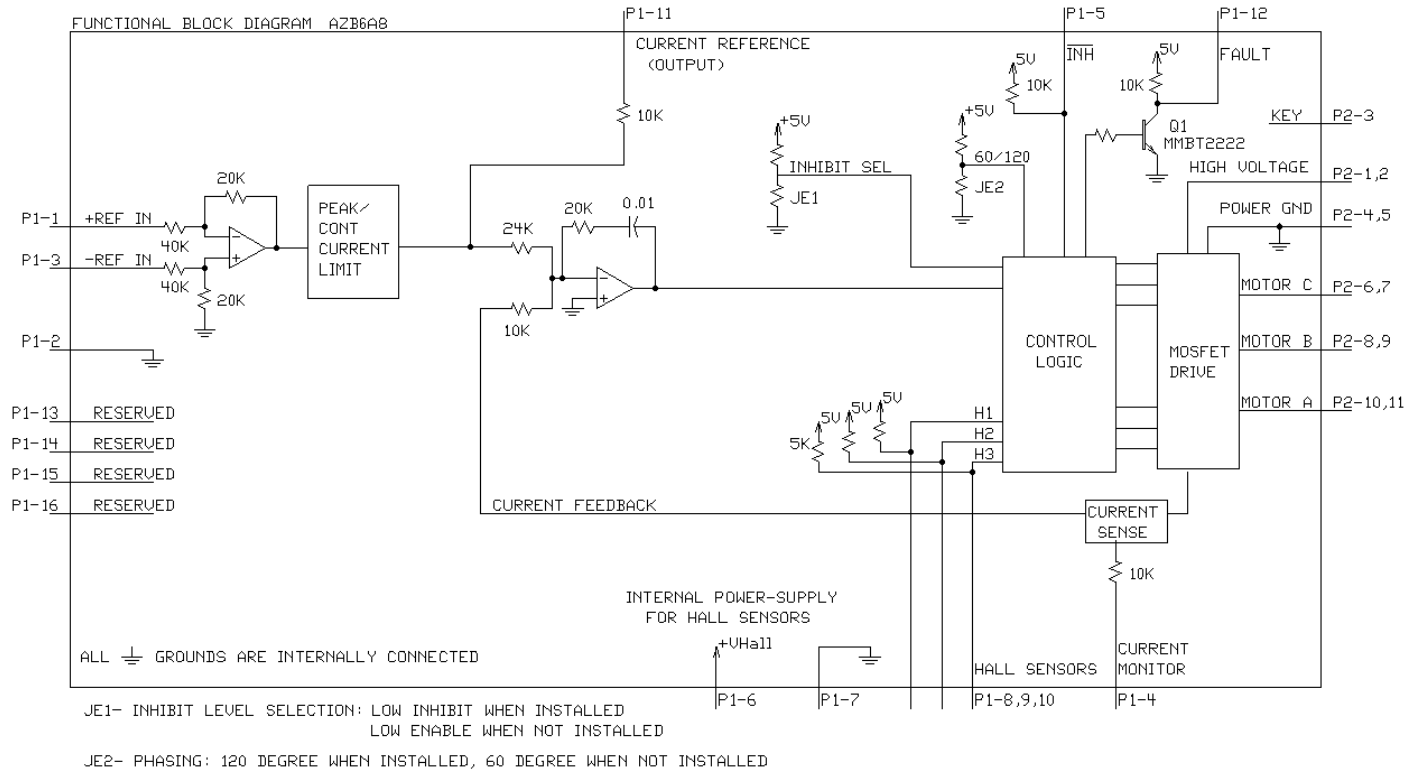 FUNCTIONAL BLOCK DIAGRAM AZB6A8
P1-11
P1-5
P1-12
CURRENT REFERENCE
(OUTPUT)
INH
FAULT
5V
10K
5V
10K
10K
KEY P2-3
Q1
MMBT2222
+5V
+5V
60/120
INHIBIT SEL
JE1
JE2
HIGH VOLTAGE P2-1,2
POWER GND P2-4,5
20K
P1-1 +REF IN
40K
P1-3 -REF IN
40K
20K
PEAK/
CONT
CURRENT
LIMIT
24K
20K 0.01
10K
P1-2
CONTROL
LOGIC
MOSFET
DRIVE
MOTOR C P2-6,7
MOTOR B P2-8,9
MOTOR A P2-10,11
P1-13 RESERVED
P1-14 RESERVED
P1-15 RESERVED
P1-16 RESERVED
5V
5V
5V
5K
H1
H2
H3
CURRENT FEEDBACK
CURRENT
SENSE
10K
INTERNAL POWER-SUPPLY
FOR HALL SENSORS
+VHall
ALL GROUNDS ARE INTERNALLY CONNECTED
HALL SENSORS
CURRENT
MONITOR
P1-6
P1-7
P1-8,9,10
P1-4
JE1- INHIBIT LEVEL SELECTION: LOW INHIBIT WHEN INSTALLED
LOW ENABLE WHEN NOT INSTALLED
JE2- PHASING: 120 DEGREE WHEN INSTALLED, 60 DEGREE WHEN NOT INSTALLED